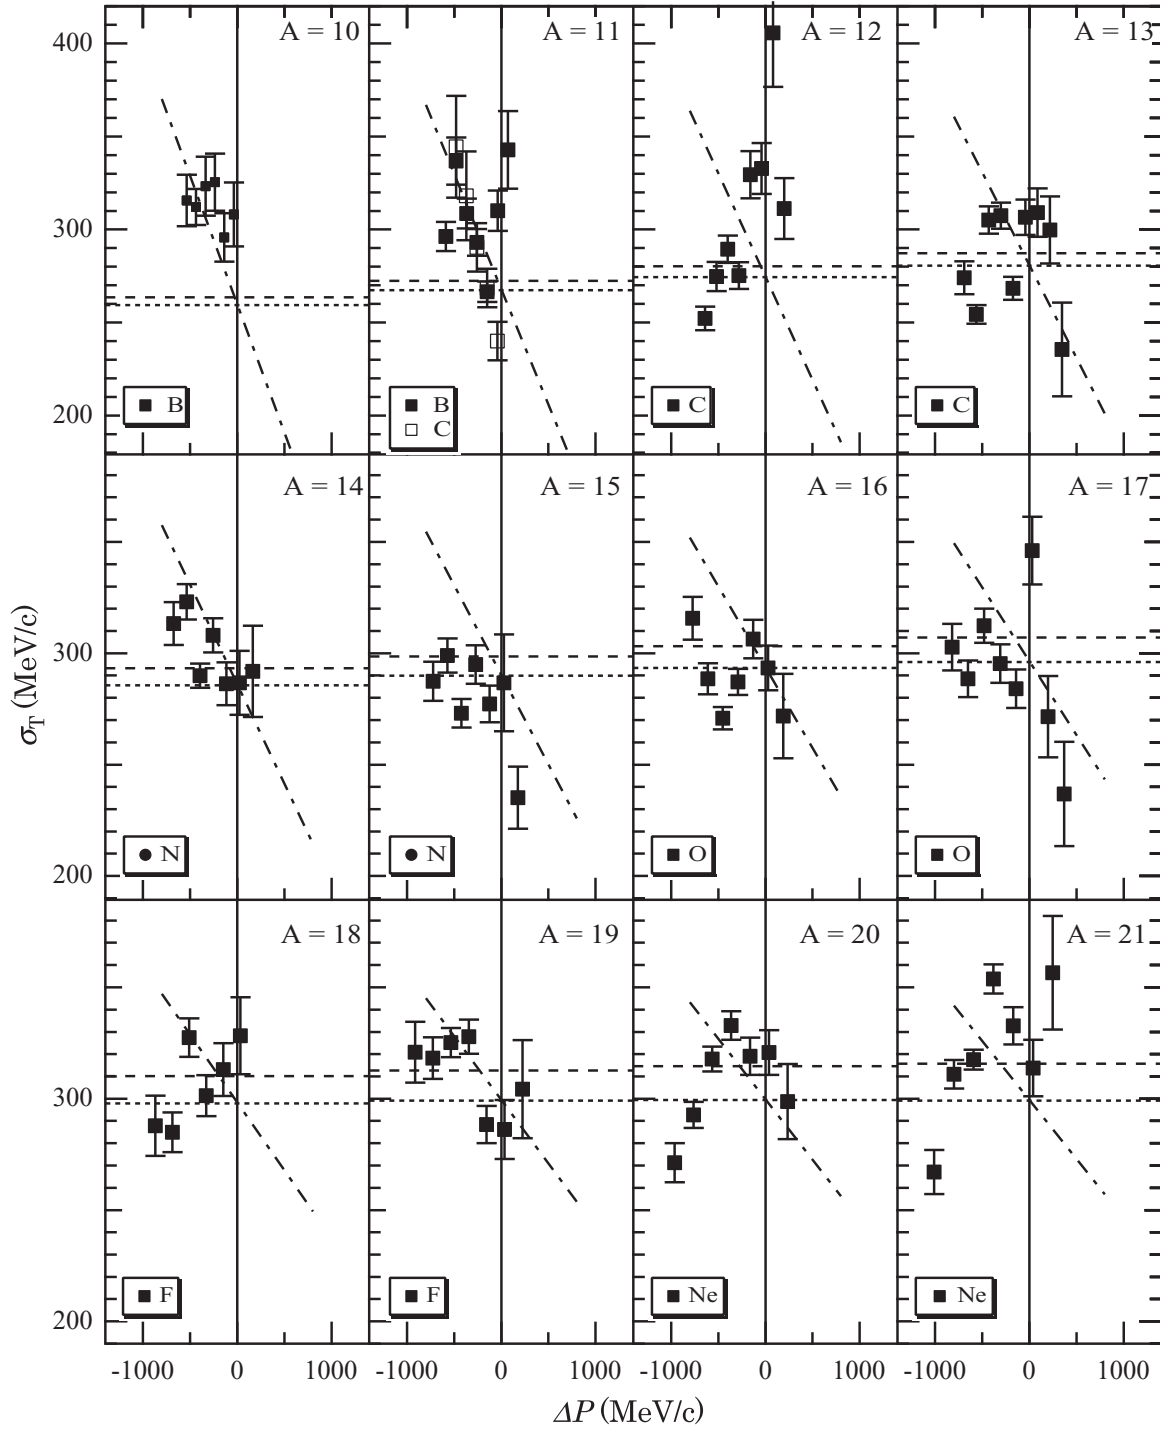 A = 10
A = 11
A = 12
A = 13
400
300
200
B
B
C
C
C
A = 14
A = 15
A = 16
A = 17
300
200
N
N
O
O
A = 18
A = 19
A = 20
A = 21
300
200
F
F
Ne
Ne
-1000 0 1000 -1000 0 1000 -1000 0 1000 -1000 0 1000
ΔP (MeV/c)
σT (MeV/c)